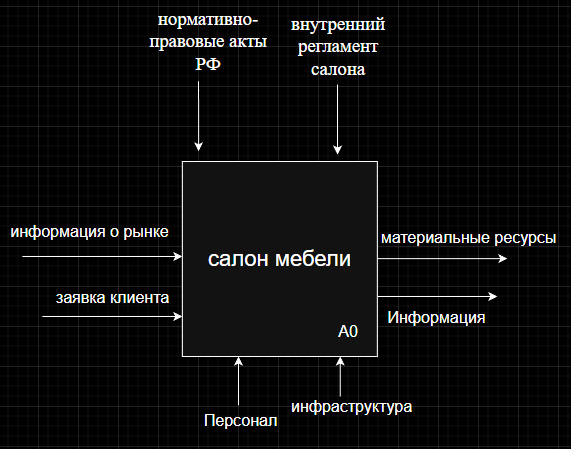 нормативно-
правовые акты
РФ
внутренний
регламент
салона
информация о рынке
заявка клиента
салон мебели
А0
материальные ресурсы
Информация
Персонал
инфраструктура